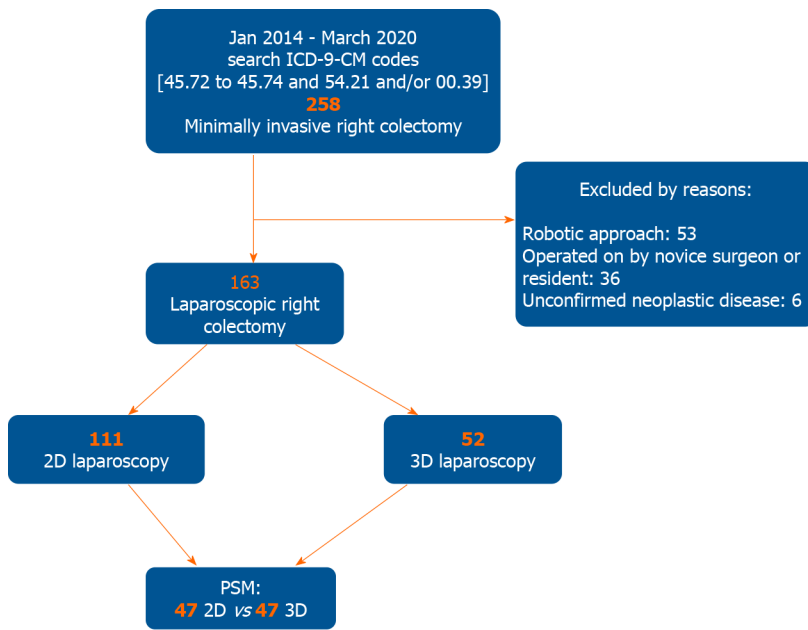 Jan 2014 - March 2020
search ICD-9-CM codes
[45.72 to 45.74 and 54.21 and/or 00.39]
258
Minimally invasive right colectomy
Excluded by reasons:
Robotic approach: 53
Operated on by novice surgeon or
resident: 36
Unconfirmed neoplastic disease: 6
163
Laparoscopic right
colectomy
111
2D laparoscopy
52
3D laparoscopy
PSM:
47 2D vs 47 3D